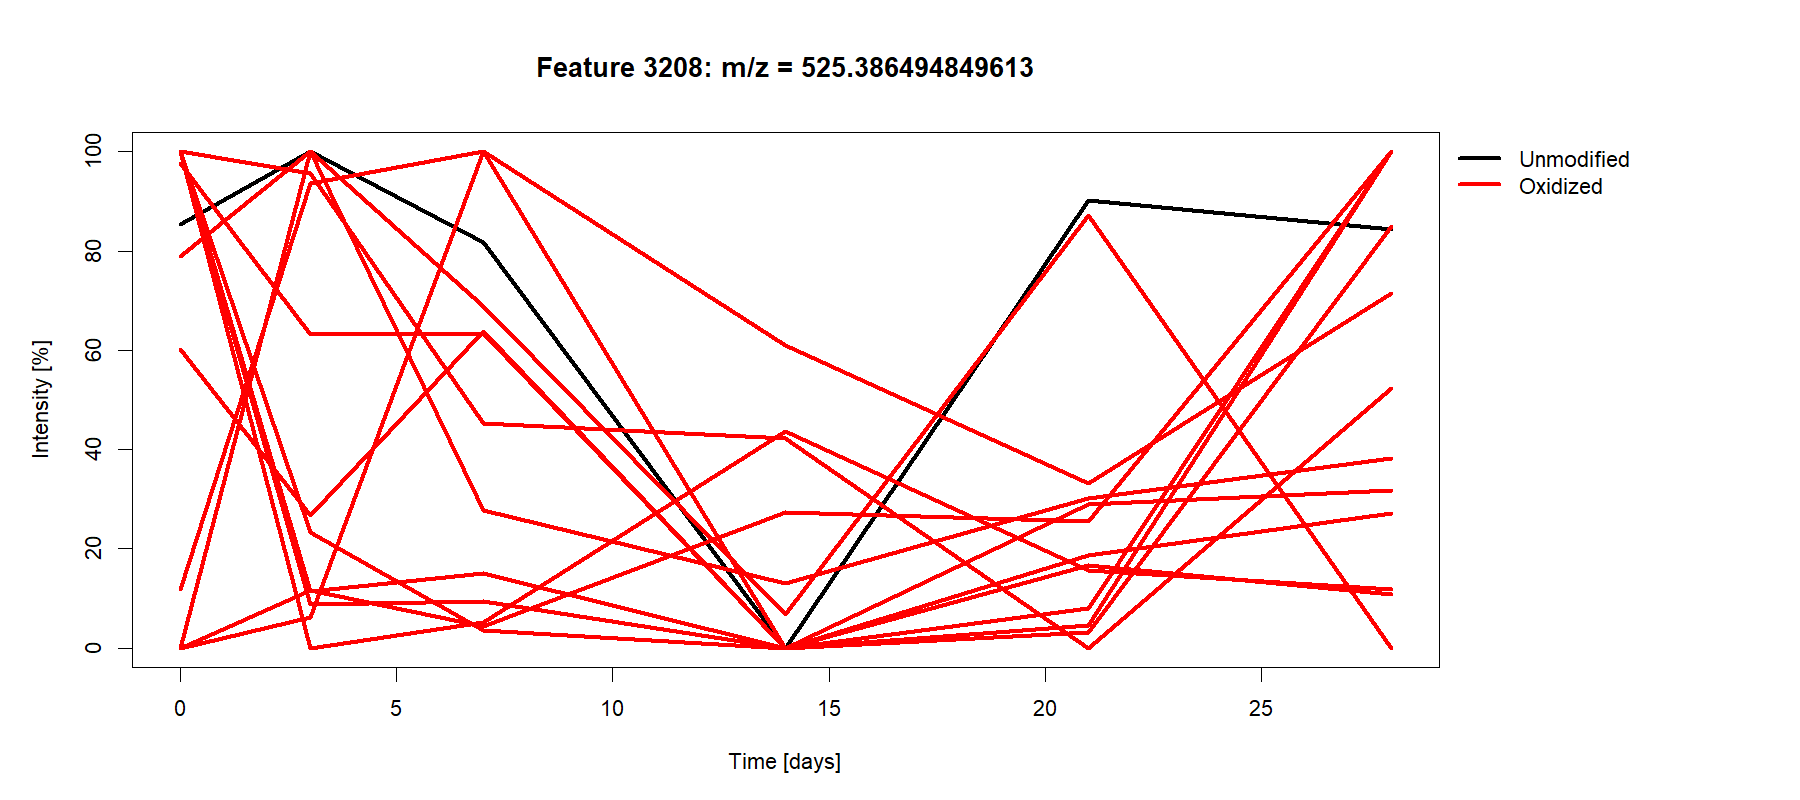 Feature 3208: m/z = 525.386494849613
Unmodified
Oxidized
Intensity [%]
100
80
60
40
20
0
0 5 10 15 20 25
Time [days]